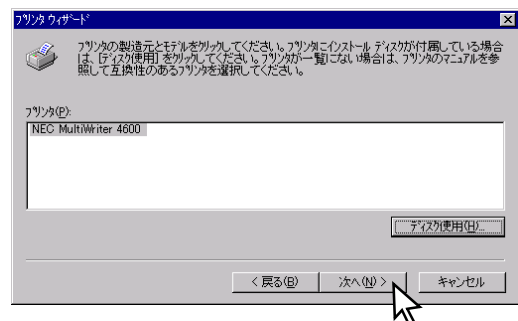 プリンタ ウィザード
プリンタの製造元とモデルをクリックしてください。プリンタにインストール ディスクが付属している場合
は、[ディスク使用] をクリックしてください。プリンタが一覧にない場合は、プリンタのマニュアルを参
照して互換性のあるプリンタを選択してください。
プリンタ(P):
NEC MultiWriter 4600
ディスク使用(H)...
< 戻る(B)
次へ(N) >
キャンセル